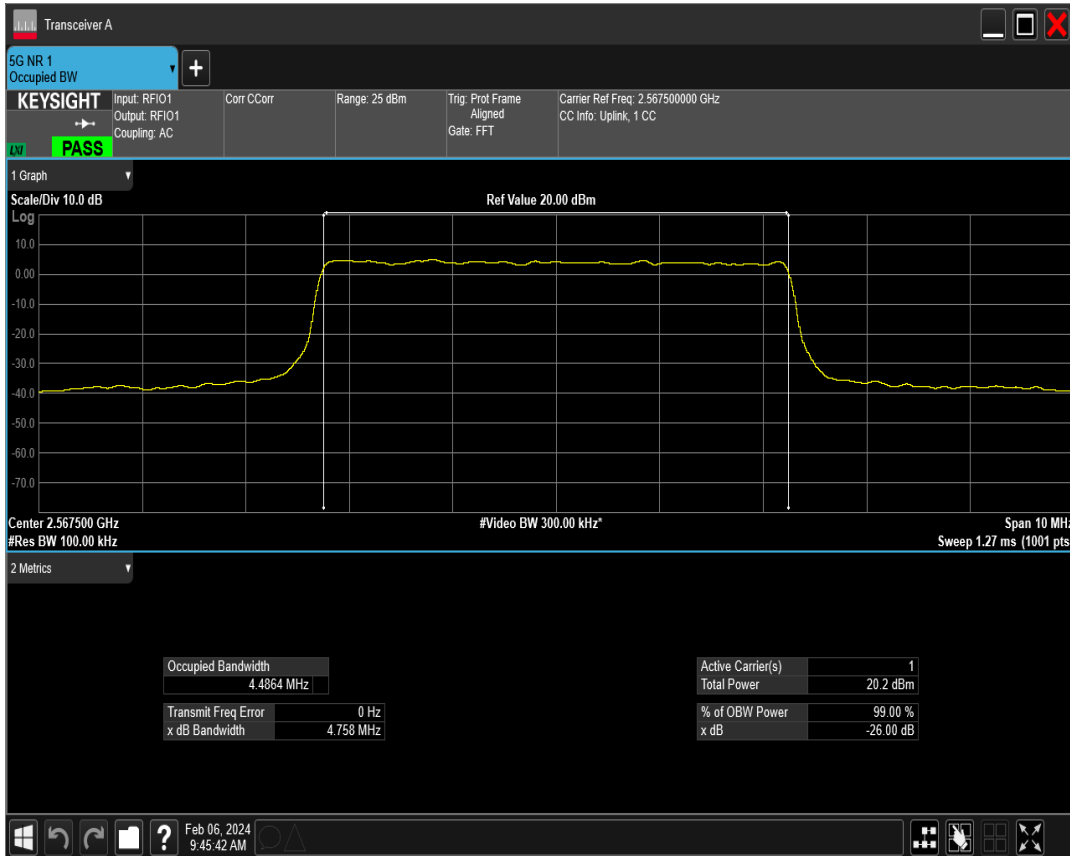 Transceiver A
5G NR 1
Occupied BW
KEYSIGHT
LXI
PASS
Input: RFIO1
Output: RFIO1
Coupling: AC
Corr CCorr
Range: 25 dBm
Trig: Prot Frame
Aligned
Gate: FFT
Carrier Ref Freq: 2.567500000 GHz
CC Info: Uplink, 1 CC
1 Graph
Scale/Div 10.0 dB
Ref Value 20.00 dBm
Log
10.0
0.00
-10.0
-20.0
-30.0
-40.0
-50.0
-60.0
-70.0
Center 2.567500 GHz
#Video BW 300.00 kHz*
Span 10 MHz
#Res BW 100.00 kHz
Sweep 1.27 ms (1001 pts
2 Metrics
Occupied Bandwidth
4.4864 MHz
Transmit Freq Error 0 Hz
x dB Bandwidth 4.758 MHz
Active Carrier(s) 1
Total Power 20.2 dBm
% of OBW Power 99.00 %
x dB -26.00 dB
?
Feb 06, 2024
9:45:42 AM